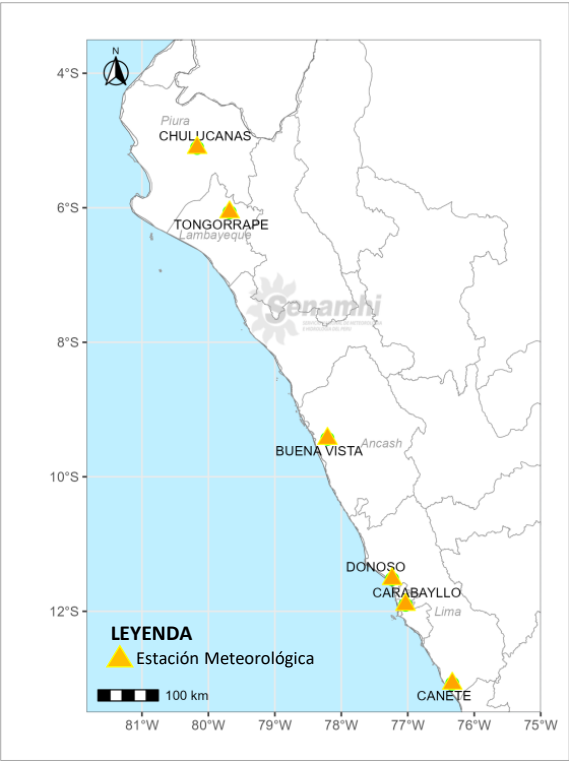 N
4°S
Piura
CHULUCANAS
6°S
TONGORRAPE
Lambayeque
Senamhi
8°S
Ancash
BUENA VISTA
10°S
DONOSO
CARABAYLLO
Lima
12°S
LEYENDA
Estación Meteorológica
100 km
CAÑETE
81°W 80°W 79°W 78°W 77°W 76°W 75°W